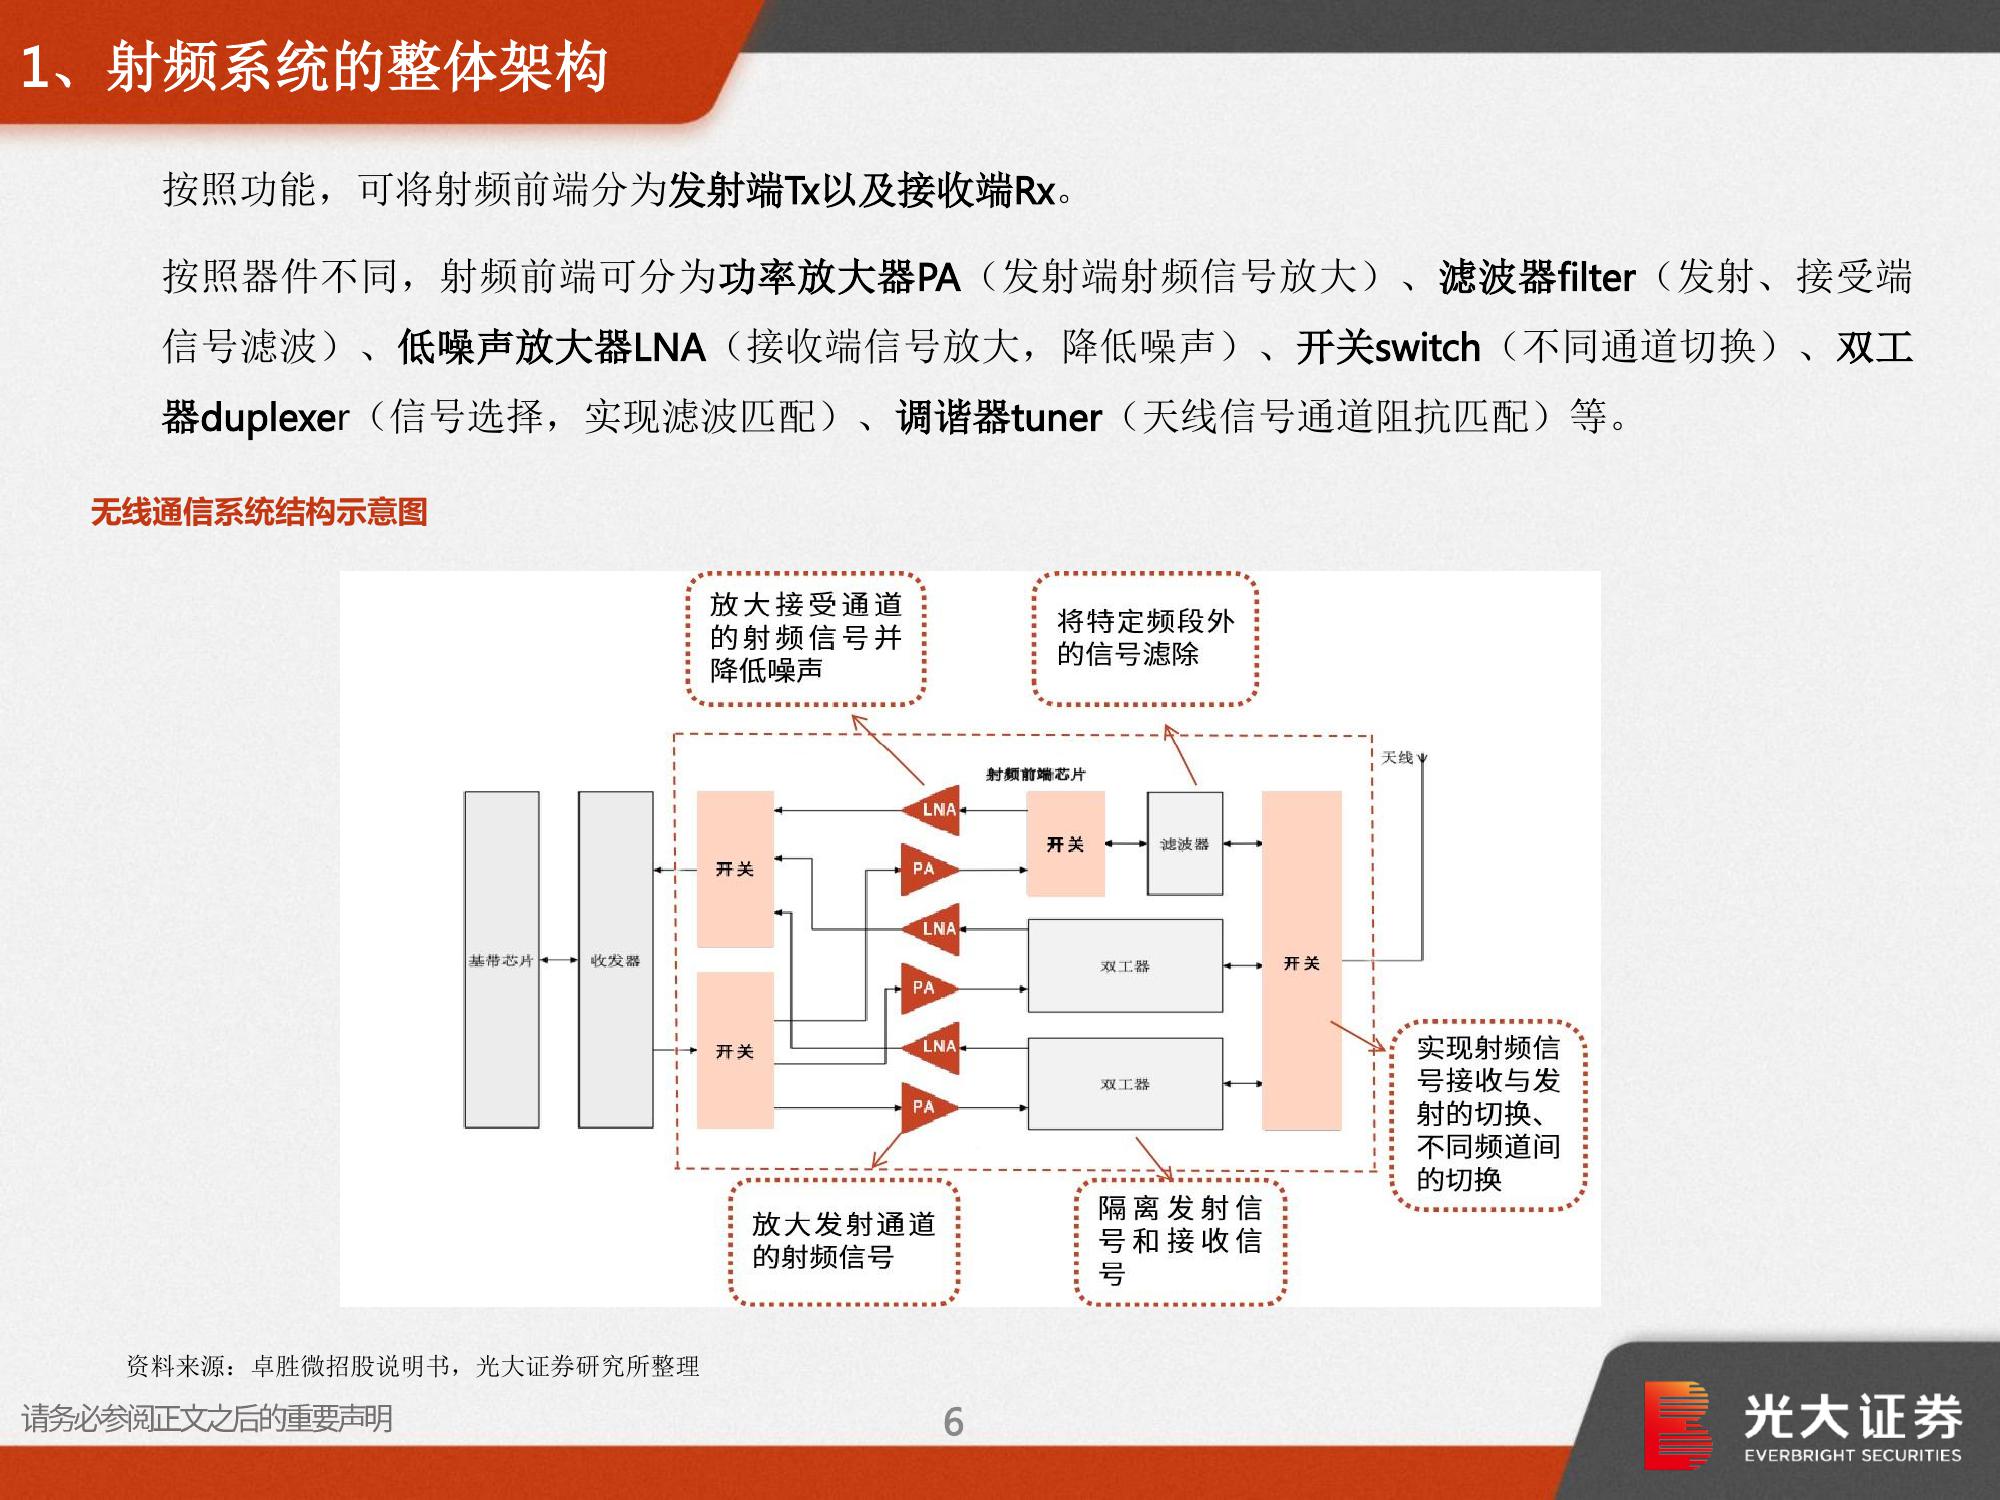 1、射频系统的整体架构
按照功能，可将射频前端分为发射端Tx以及接收端Rx。
按照器件不同，射频前端可分为功率放大器PA（发射端射频信号放大）、滤波器filter（发射、接受端
信号滤波）、低噪声放大器LNA（接收端信号放大，降低噪声）、开关switch（不同通道切换）、双工
器duplexer（信号选择，实现滤波匹配）、调谐器tuner（天线信号通道阻抗匹配）等。
无线通信系统结构示意图
放大接受通道
的射频信号并
降低噪声
将特定频段外
的信号滤除
天线
射频前端芯片
LNA
开关
滤波器
开关
PA
LNA
基带芯片
收发器
双工器
开关
PA
开关
LNA
双工器
PA
实现射频信
号接收与发
射的切换、
不同频道间
的切换
放大发射通道
的射频信号
隔离发射信
号和接收信
号
资料来源：卓胜微招股说明书，光大证券研究所整理
请务必参阅正文之后的重要声明
6
光大证券
EVERBRIGHT SECURITIES